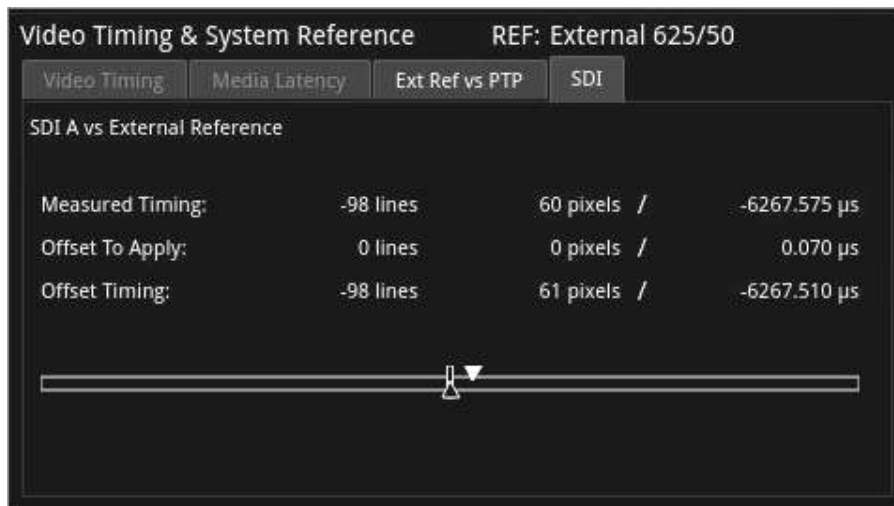 Video Timing & System Reference REF: External 625/50
Video Timing Media Latency Ext Ref vs PTP SDI
SDI A vs External Reference
Measured Timing: -98 lines 60 pixels / -6267.575 µs
Offset To Apply: 0 lines 0 pixels / 0.070 µs
Offset Timing: -98 lines 61 pixels / -6267.510 µs